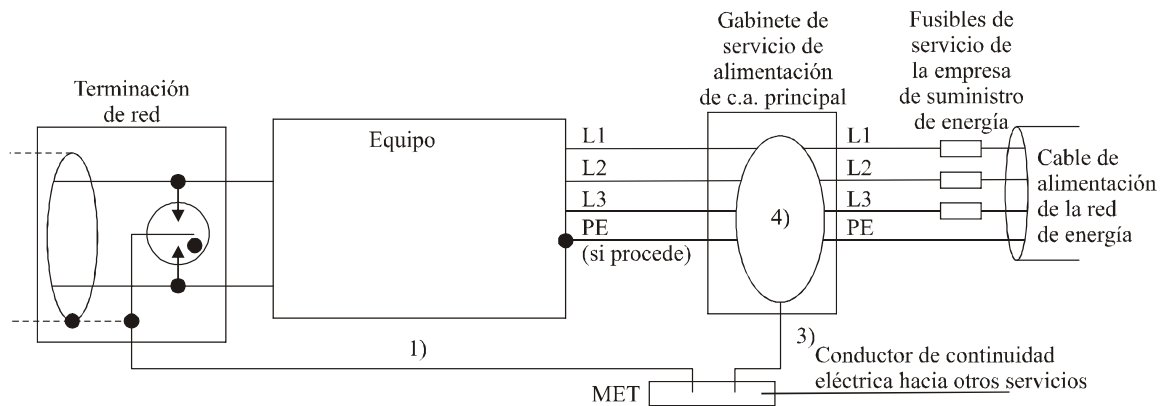 Gabinete de
servicio de
alimentación
de c.a. principal
Fusibles de
servicio de
la empresa
de suministro
de energía
Terminación
de red
Equipo
L1
L2
L3
PE
(si procede)
4)
L1
L2
L3
PE
Cable de
alimentación
de la red
de energía
1)
3)
MET
Conductor de continuidad
eléctrica hacia otros servicios